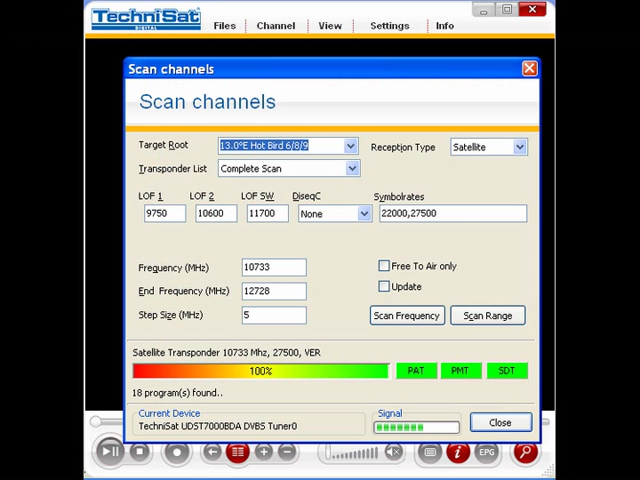 TechniSat
DIGITAL
Files Channel View Settings Info
Scan channels
Scan channels
Target Root 13.0°E Hot Bird 6/8/9 Reception Type Satellite
Transponder List Complete Scan
LOF 1 LOF 2 LOF SW DiseqC Symbolrates
9750 10600 11700 None 22000,27500
Frequency (MHz) 10733 Free To Air only
End Frequency (MHz) 12728 Update
Step Size (MHz) 5 Scan Frequency Scan Range
Satellite Transponder 10733 Mhz, 27500, VER
100% PAT PMT SDT
18 program(s) found..
Current Device Signal
TechniSat UDST7000BDA DVBS Tuner0 Close
EPG